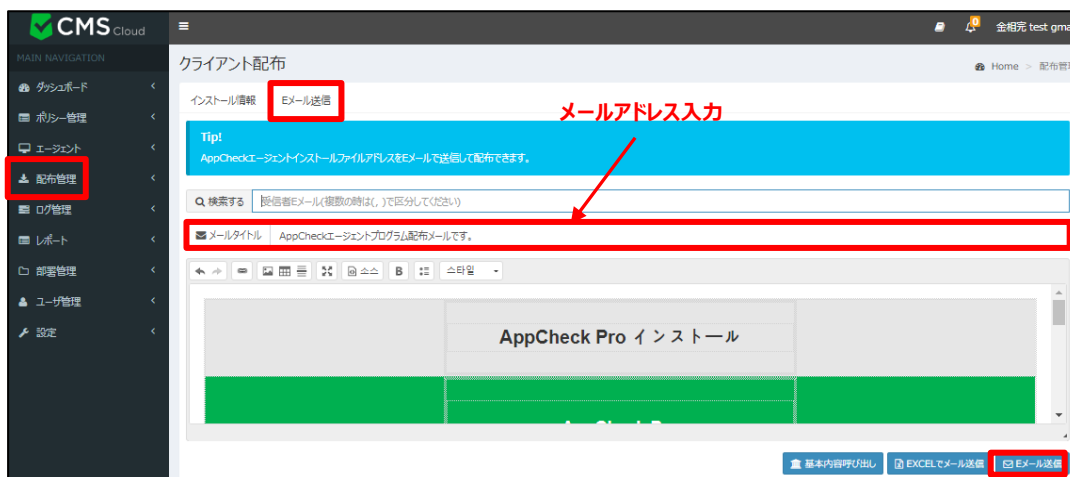 CMS Cloud
金相完 test gma
MAIN NAVIGATION
ダッシュボード
ポリシー管理
エージェント
配布管理
ログ管理
レポート
部署管理
ユーザ管理
設定
クライアント配布
Home > 配布管理
インストール情報 Eメール送信
メールアドレス入力
Tip!
AppCheckエージェントインストールファイルアドレスをEメールで送信して配布できます。
検索する 受信者Eメール(複数の時は(, )で区分してください)
メールタイトル AppCheckエージェントプログラム配布メールです。
소스 B 스타일
AppCheck Pro インストール
基本内容呼び出し EXCELでメール送信 Eメール送信